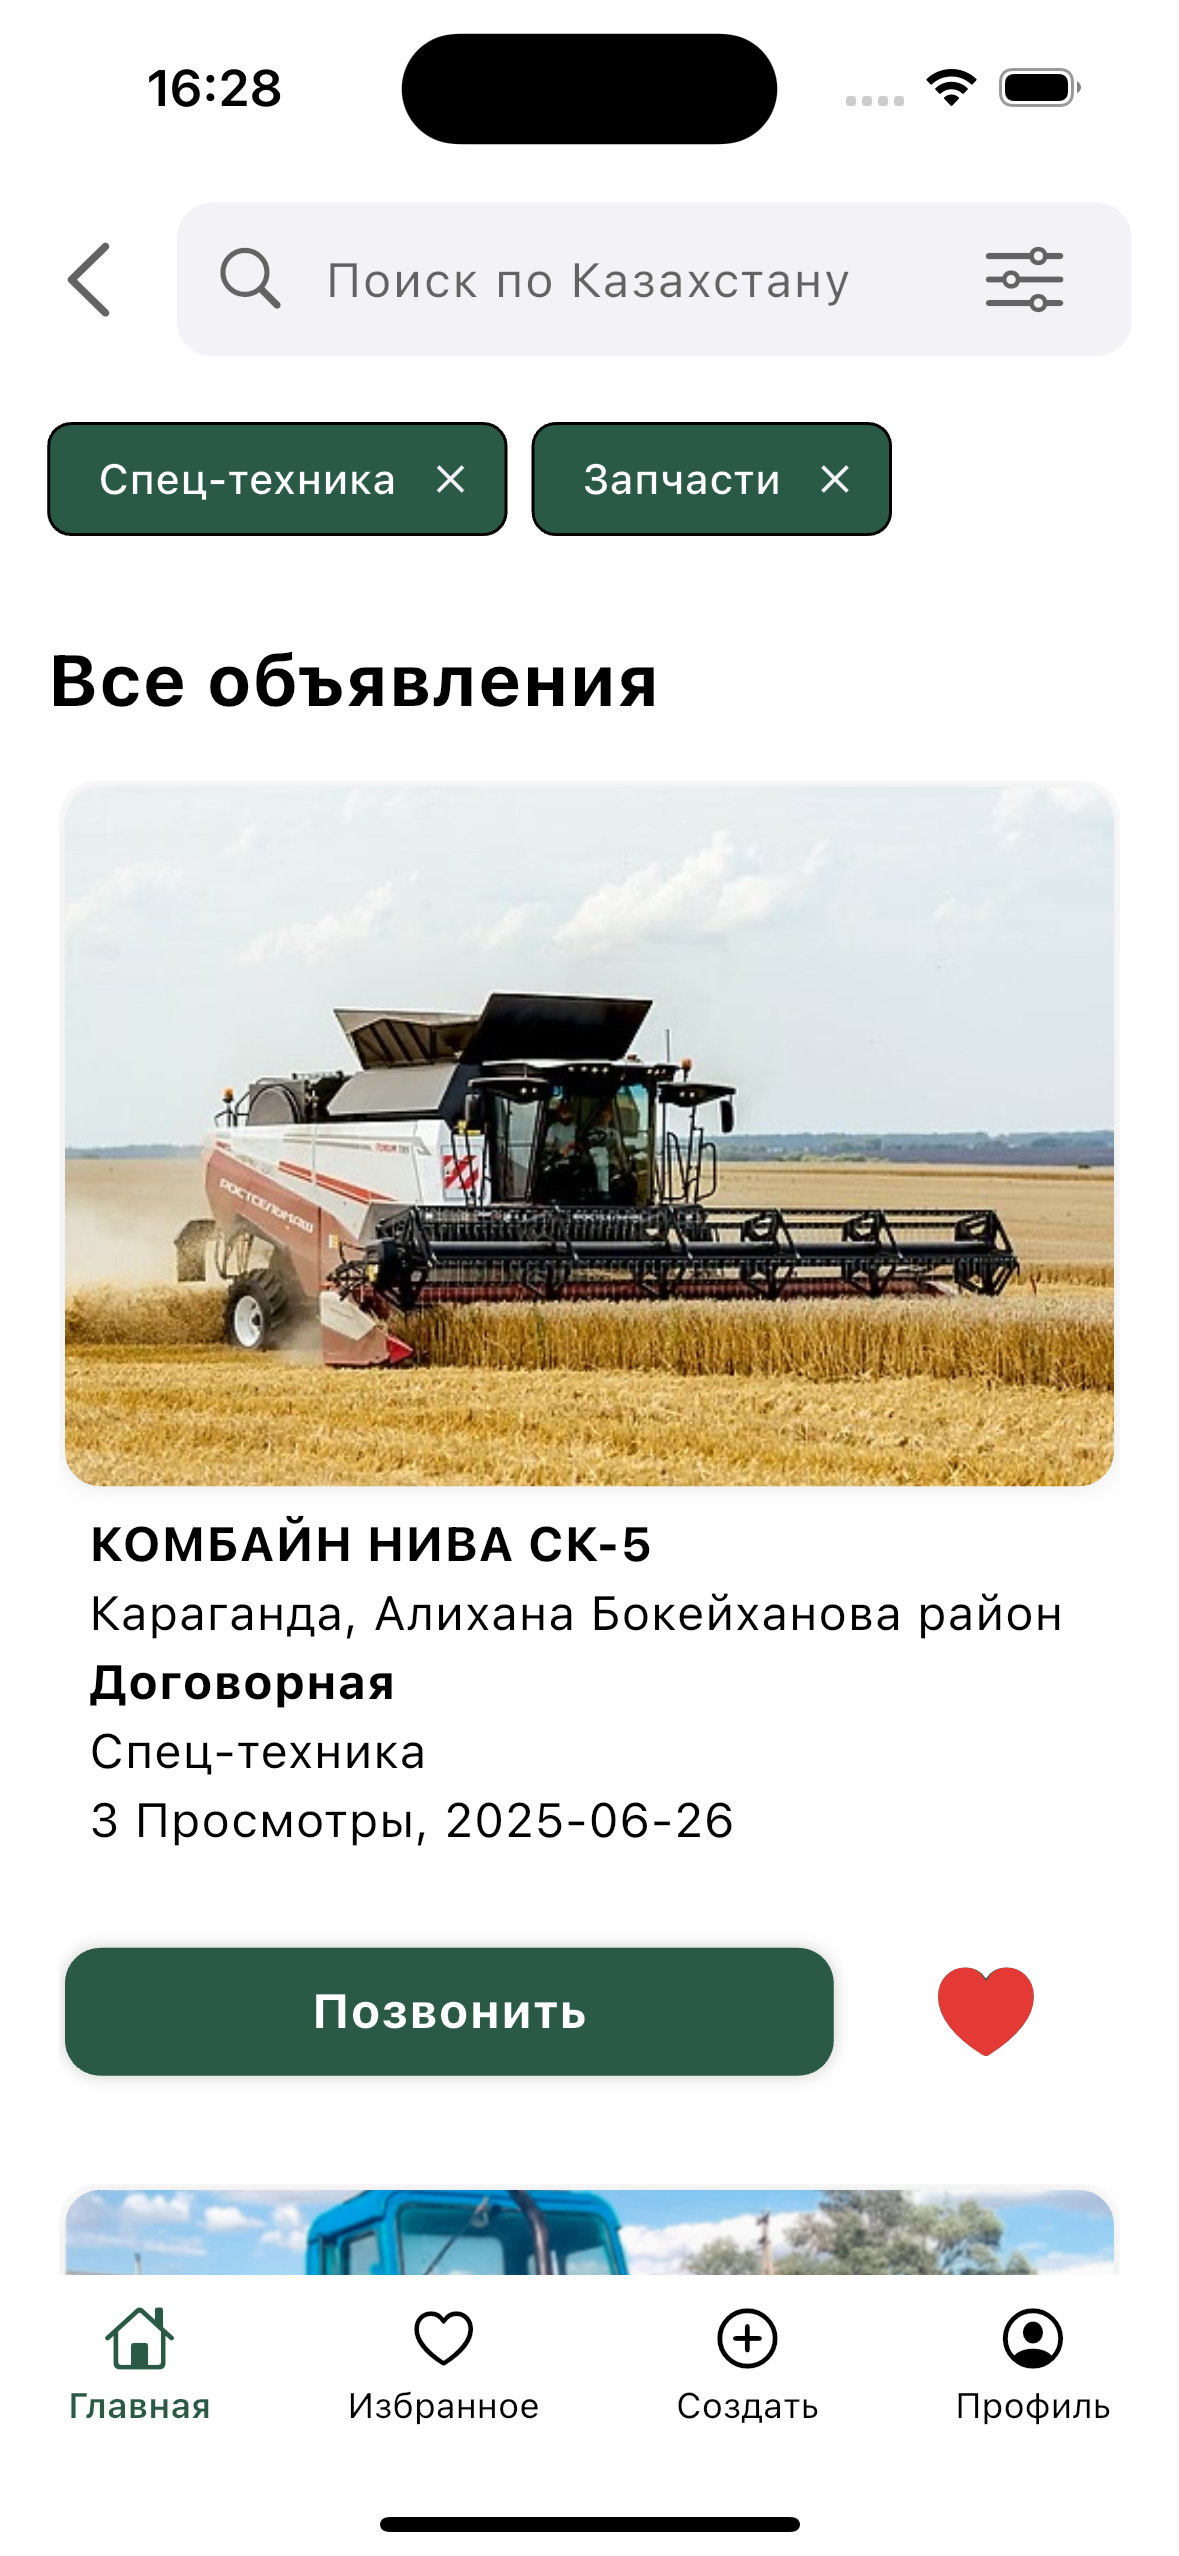 16:28
Поиск по Казахстану
Спец-техника
Запчасти
Все объявления
РОСТСЕЛЬМАШ
КОМБАЙН НИВА СК-5
Караганда, Алихана Бокейханова район
Договорная
Спец-техника
3 Просмотры, 2025-06-26
Позвонить
Главная
Избранное
Создать
Профиль